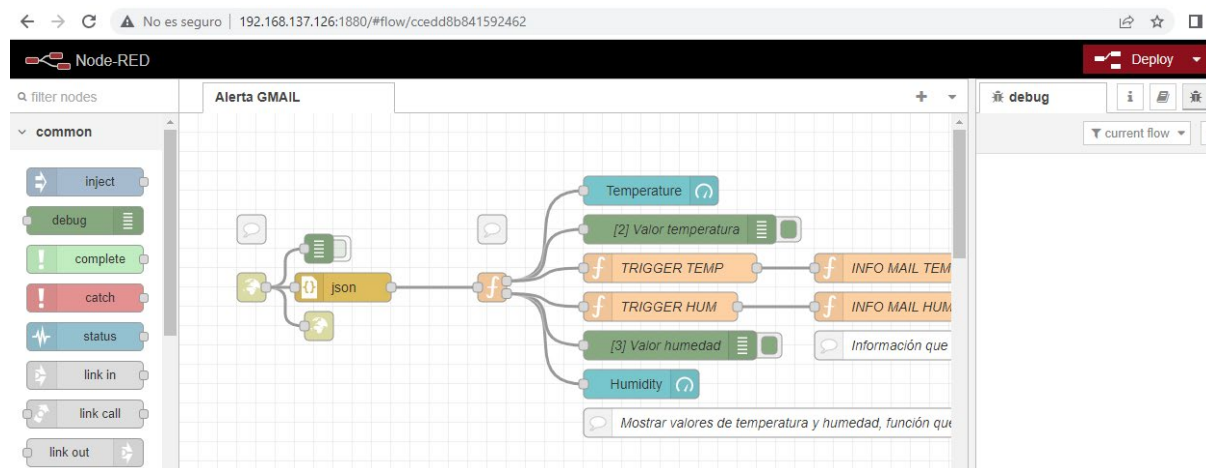 No es seguro | 192.168.137.126:1880/#flow/ccedd8b841592462
Node-RED
Deploy
filter nodes
Alerta GMAIL
debug
i
common
current flow
inject
debug
complete
catch
status
link in
link call
link out
json
f
Temperature
[2] Valor temperatura
f TRIGGER TEMP
f INFO MAIL TEM
f TRIGGER HUM
f INFO MAIL HUM
[3] Valor humedad
Información que
Humidity
Mostrar valores de temperatura y humedad, función que